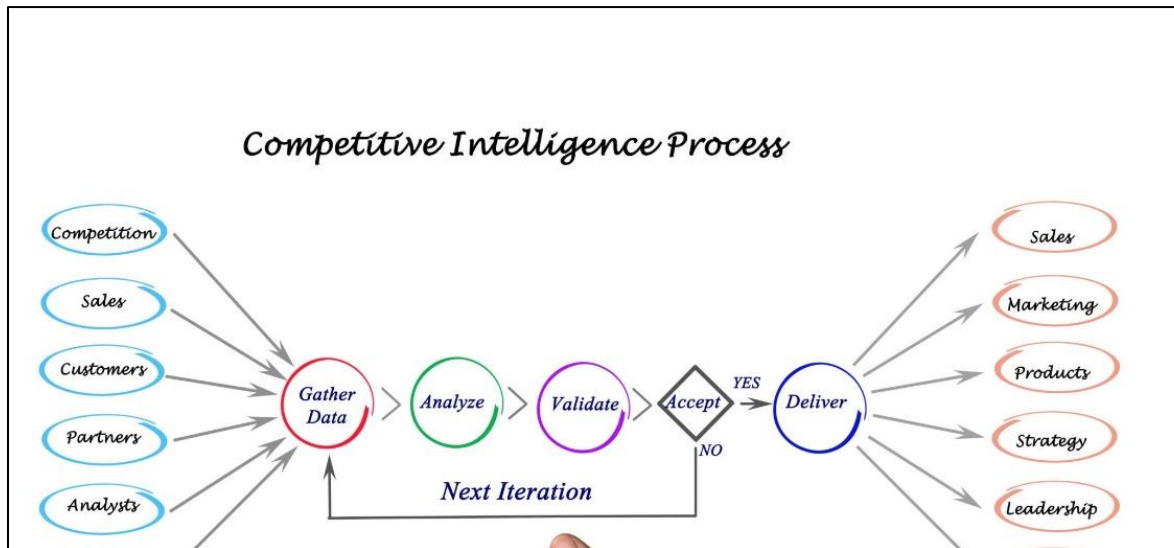 Competitive Intelligence Process
Competition
Sales
Customers
Partners
Analysts
Gather
Data
Analyze
Validate
Accept
YES
NO
Next Iteration
Deliver
Sales
Marketing
Products
Strategy
Leadership